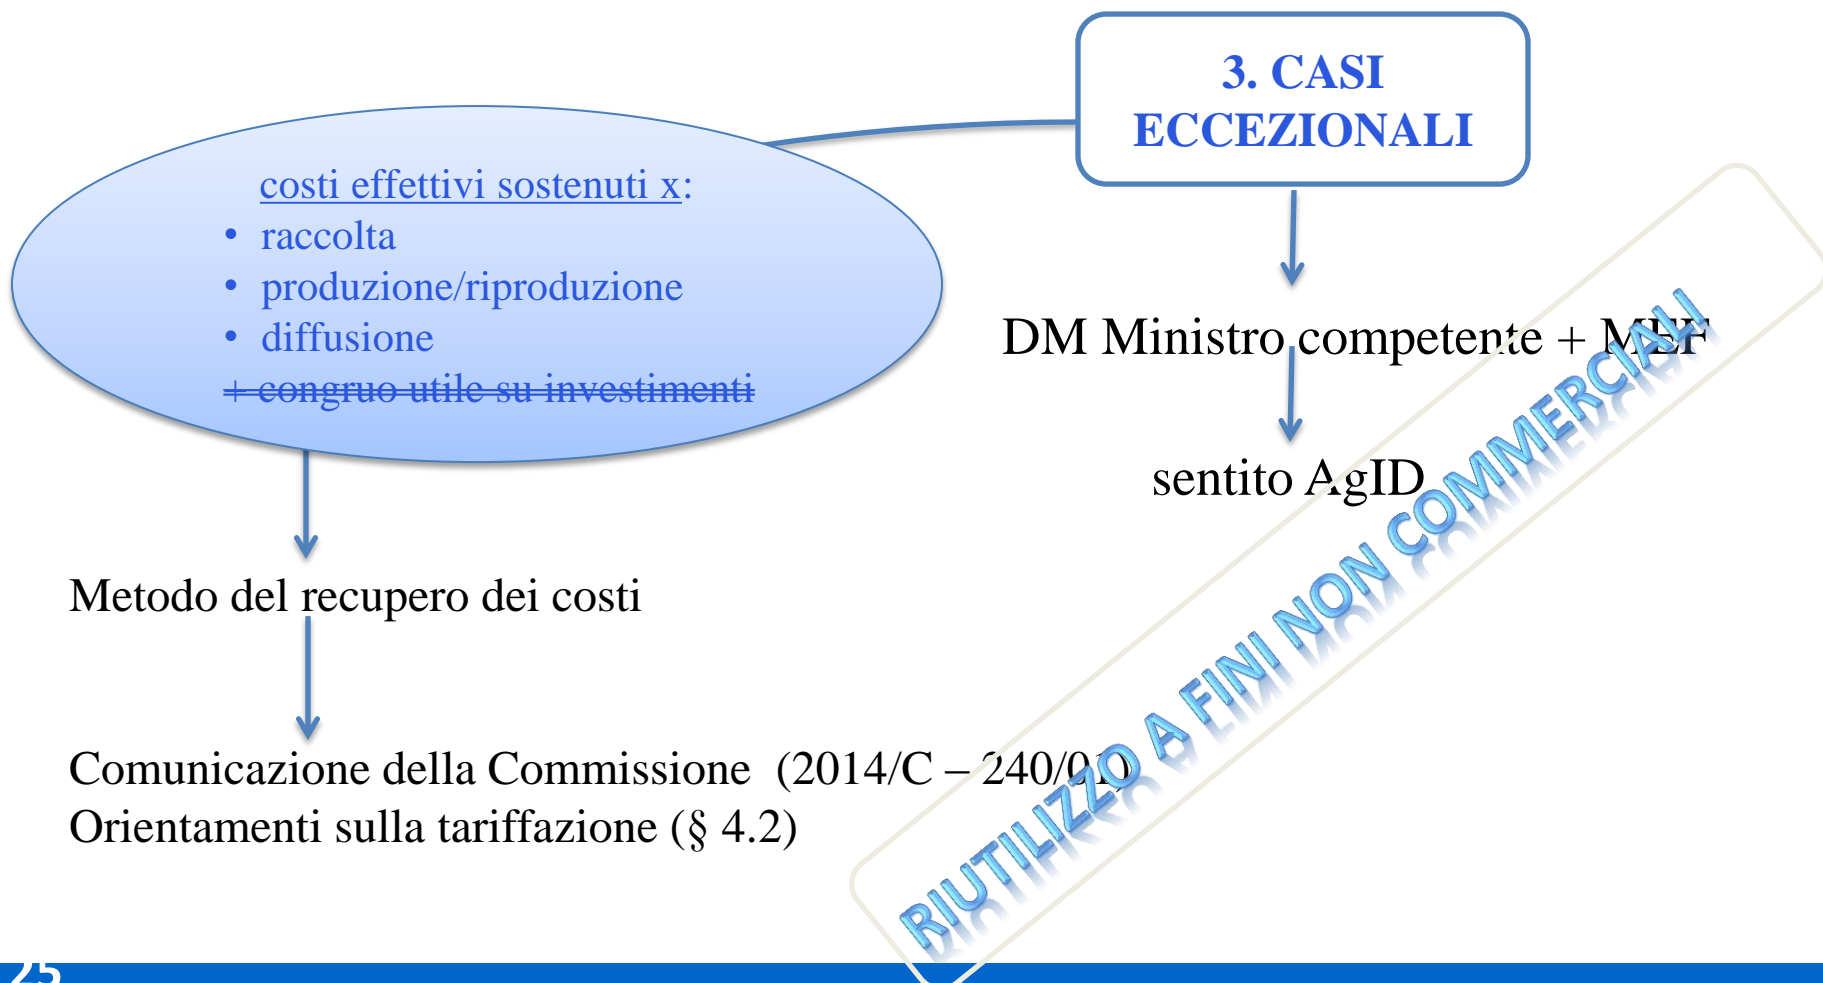 3. CASI
ECCEZIONALI
costi effettivi sostenuti x:
• raccolta
• produzione/riproduzione
• diffusione
+ congruo utile su investimenti
DM Ministro competente + MEF
sentito AgID
Metodo del recupero dei costi
Comunicazione della Commissione (2014/C – 240/01)
Orientamenti sulla tariffazione (§ 4.2)
RIUTILIZZO A FINI NON COMMERCIALI
25